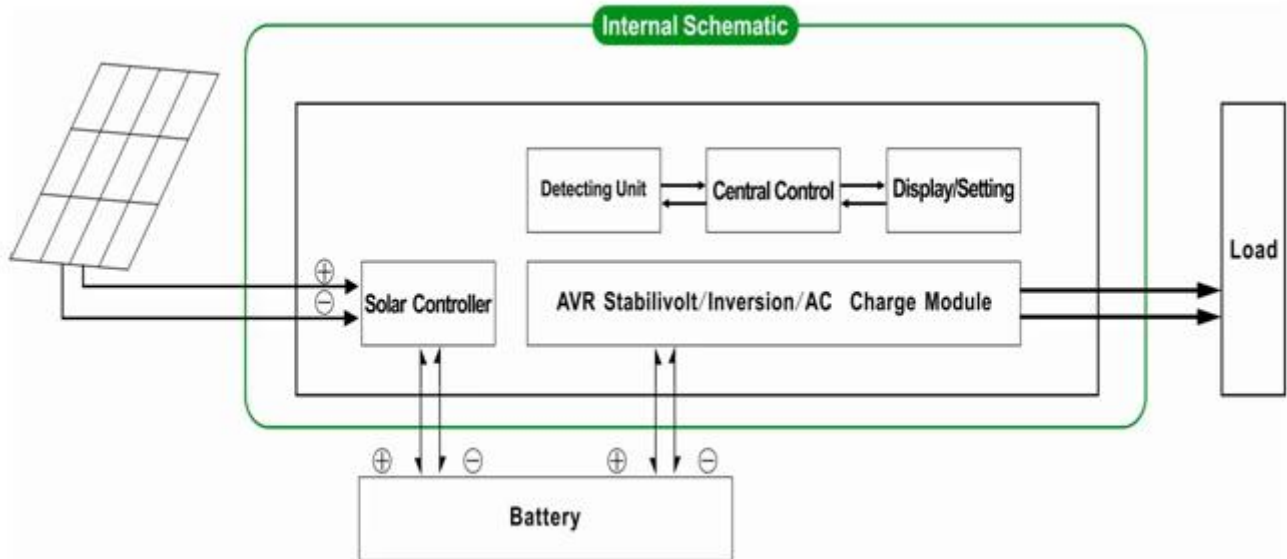 Internal Schematic
Detecting Unit
Central Control
Display/Setting
Load
⊕
⊖
Solar Controller
AVR Stabilivolt/Inversion/AC Charge Module
⊕ ⊖ ⊕ ⊖
Battery